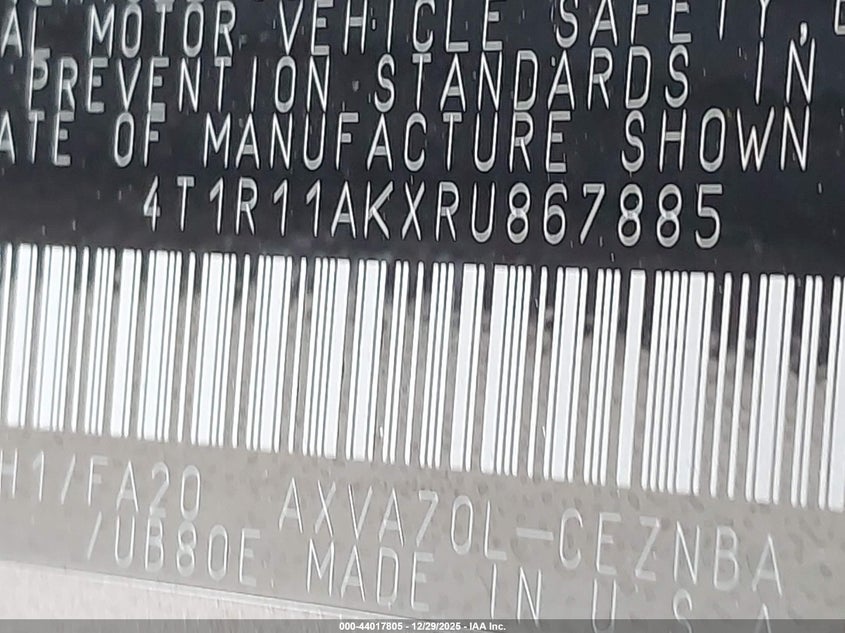 AL MOTOR VEHICLE SAFETY,
PREVENTION STANDARDS IN
ATE OF MANUFACTURE SHOWN
4T1R11AKXRU867885
H1/FA20 AXVA70L-CEZNBA
/UB80E MADE IN U.S.A
000-44017805 - 12/29/2025 - IAA Inc.